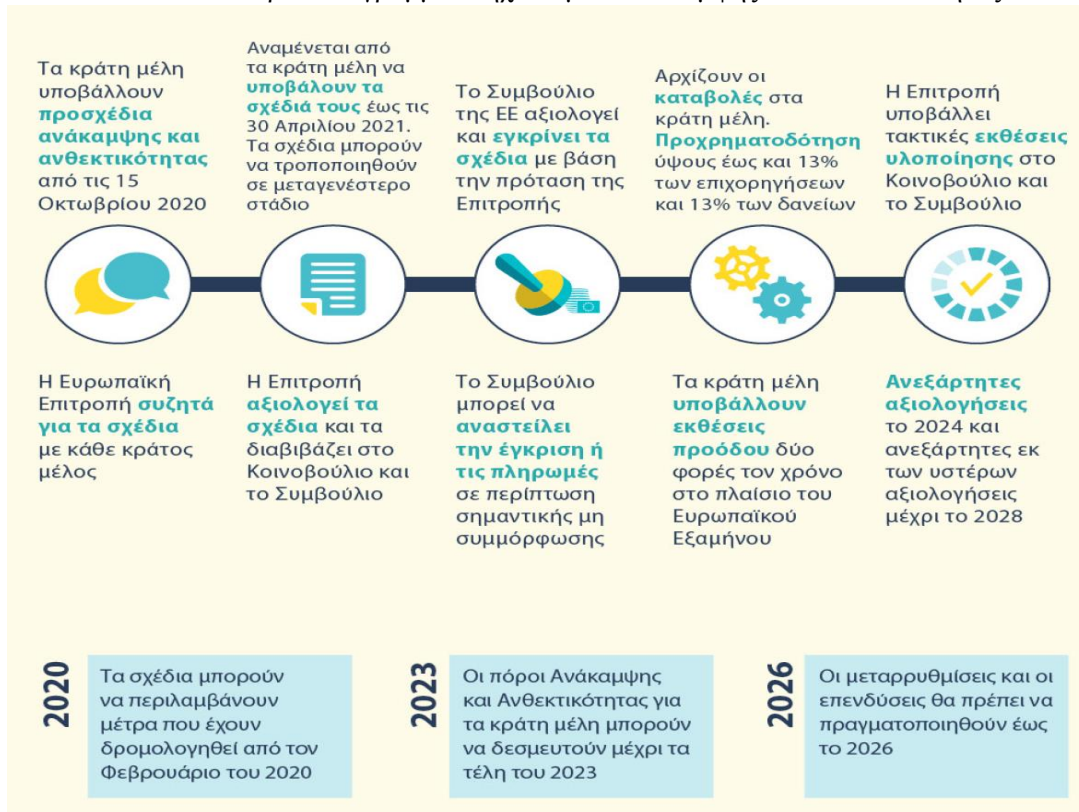 Τα κράτη μέλη
υποβάλλουν
προσχέδια
ανάκαμψης και
ανθεκτικότητας
από τις 15
Οκτωβρίου 2020
Αναμένεται από
τα κράτη μέλη να
υποβάλουν τα
σχέδιά τους έως τις
30 Απριλίου 2021.
Τα σχέδια μπορούν
να τροποποιηθούν
σε μεταγενέστερο
στάδιο
Το Συμβούλιο
της ΕΕ αξιολογεί
και εγκρίνει τα
σχέδια με βάση
την πρόταση της
Επιτροπής
Αρχίζουν οι
καταβολές στα
κράτη μέλη.
Προχρηματοδότηση
ύψους έως και 13%
των επιχορηγήσεων
και 13% των δανείων
Η Επιτροπή
υποβάλλει
τακτικές εκθέσεις
υλοποίησης στο
Κοινοβούλιο και
το Συμβούλιο
Η Ευρωπαϊκή
Επιτροπή συζητά
για τα σχέδια
με κάθε κράτος
μέλος
Η Επιτροπή
αξιολογεί τα
σχέδια και τα
διαβιβάζει στο
Κοινοβούλιο και
το Συμβούλιο
Το Συμβούλιο
μπορεί να
αναστείλει
την έγκριση ή
τις πληρωμές
σε περίπτωση
σημαντικής μη
συμμόρφωσης
Τα κράτη μέλη
υποβάλλουν
εκθέσεις
προόδου δύο
φορές τον χρόνο
στο πλαίσιο του
Ευρωπαϊκού
Εξαμήνου
Ανεξάρτητες
αξιολογήσεις
το 2024 και
ανεξάρτητες εκ
των υστέρων
αξιολογήσεις
μέχρι το 2028
2020
Τα σχέδια μπορούν
να περιλαμβάνουν
μέτρα που έχουν
δρομολογηθεί από τον
Φεβρουάριο του 2020
2023
Οι πόροι Ανάκαμψης
και Ανθεκτικότητας για
τα κράτη μέλη μπορούν
να δεσμευτούν μέχρι τα
τέλη του 2023
2026
Οι μεταρρυθμίσεις και οι
επενδύσεις θα πρέπει να
πραγματοποιηθούν έως
το 2026